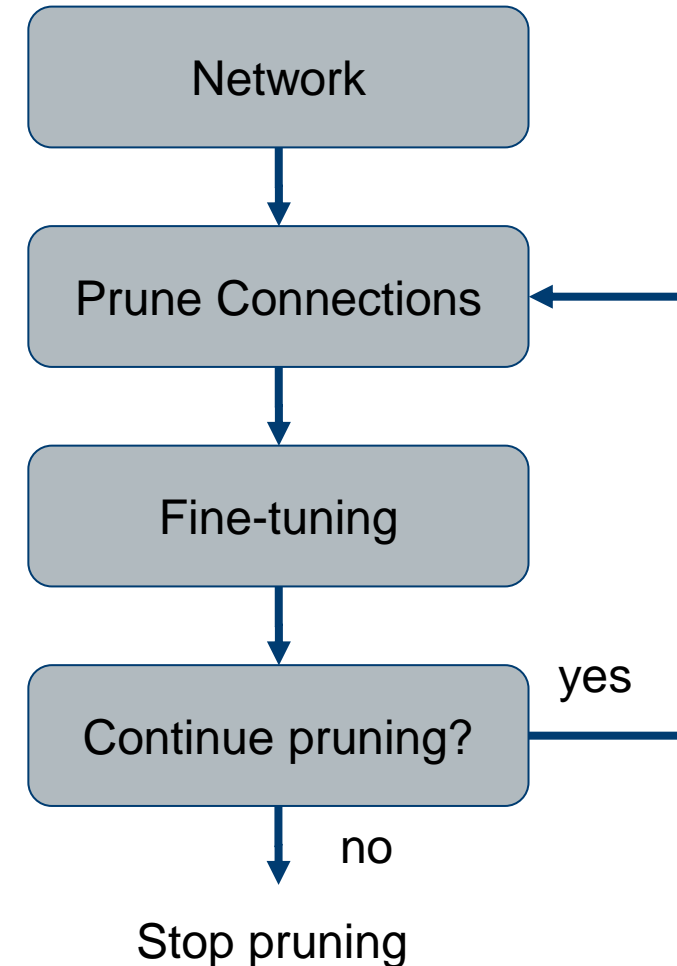 Network
Prune Connections
Fine-tuning
Continue pruning?
yes
no
Stop pruning